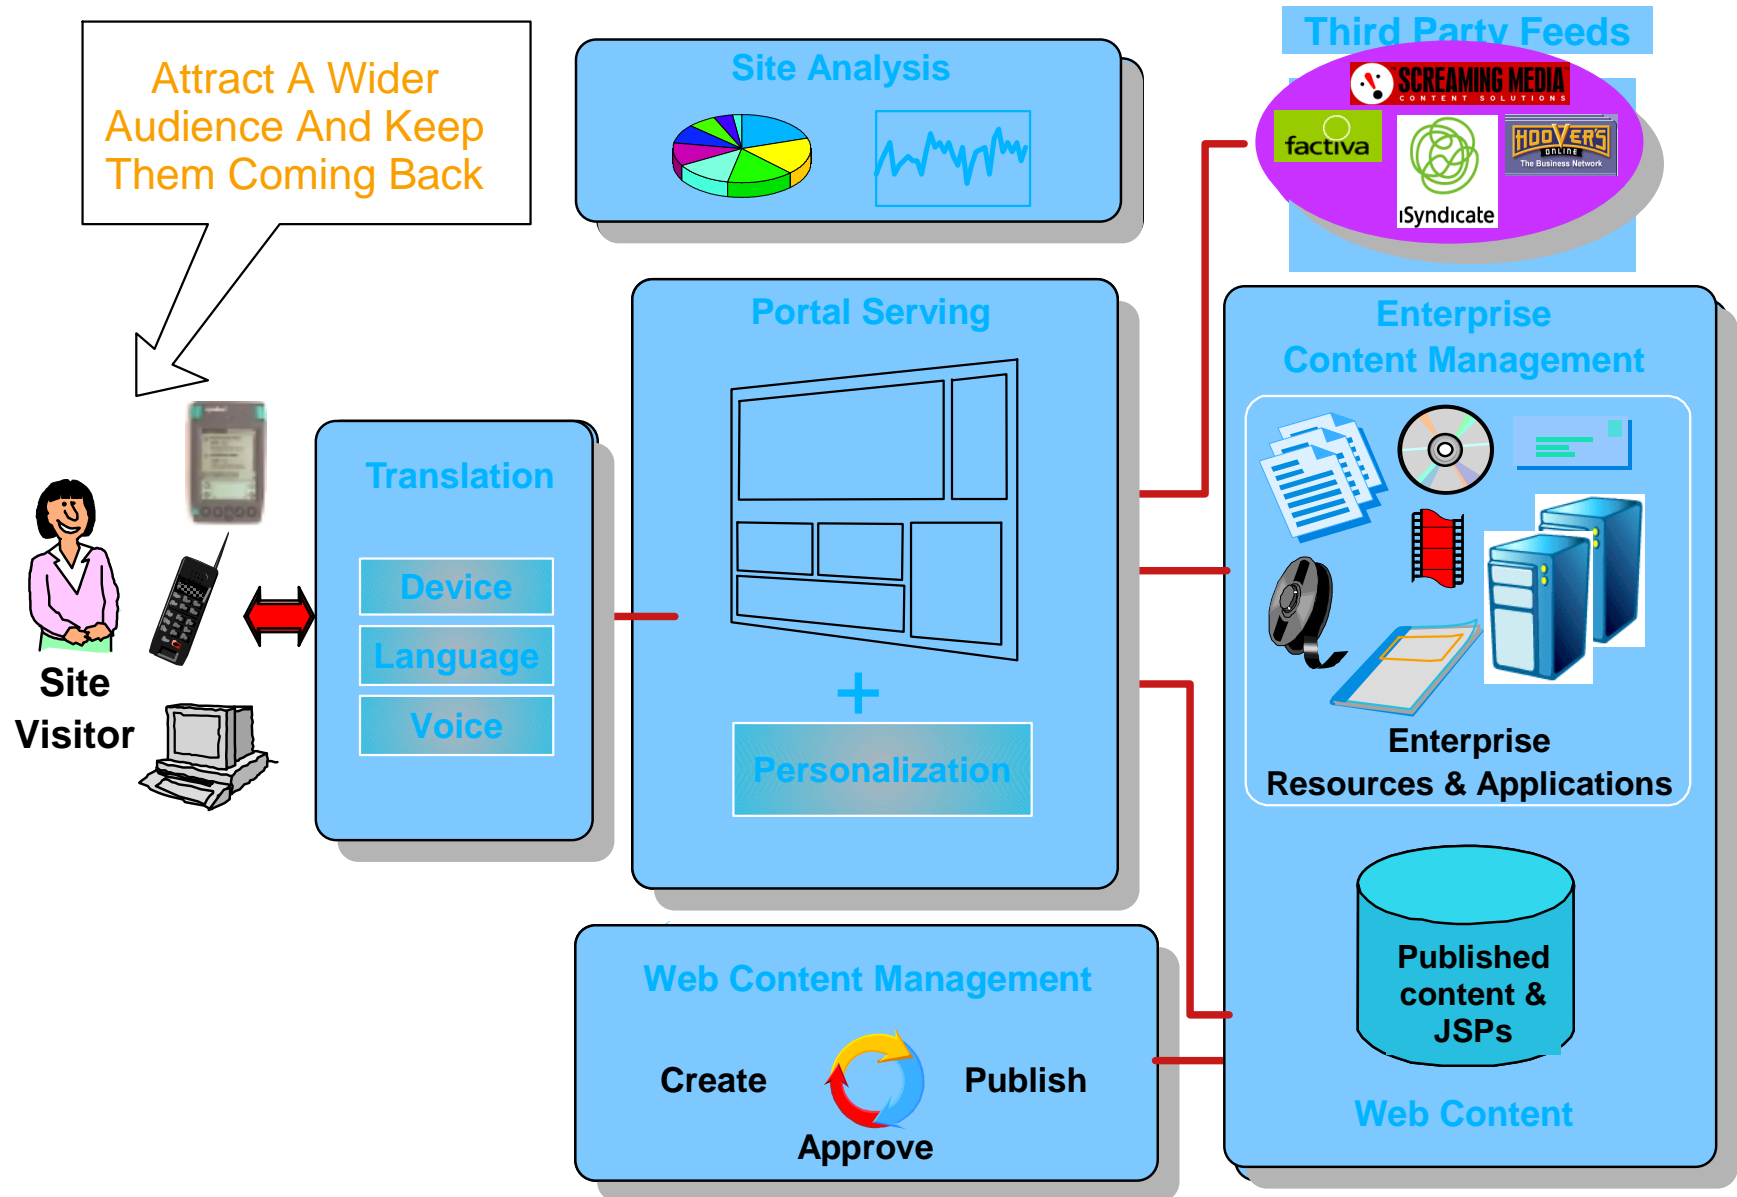 Attract A Wider
Audience And Keep
Them Coming Back
Site Analysis
Third Party Feeds
SCREAMING MEDIA
CONTENT SOLUTIONS
factiva
iSyndicate
HOOVER'S
ONLINE
The Business Network
Portal Serving
Personalization
Translation
Device
Language
Voice
Site
Visitor
Enterprise
Content Management
Enterprise
Resources & Applications
Published
content &
JSPs
Web Content
Web Content Management
Create
Publish
Approve